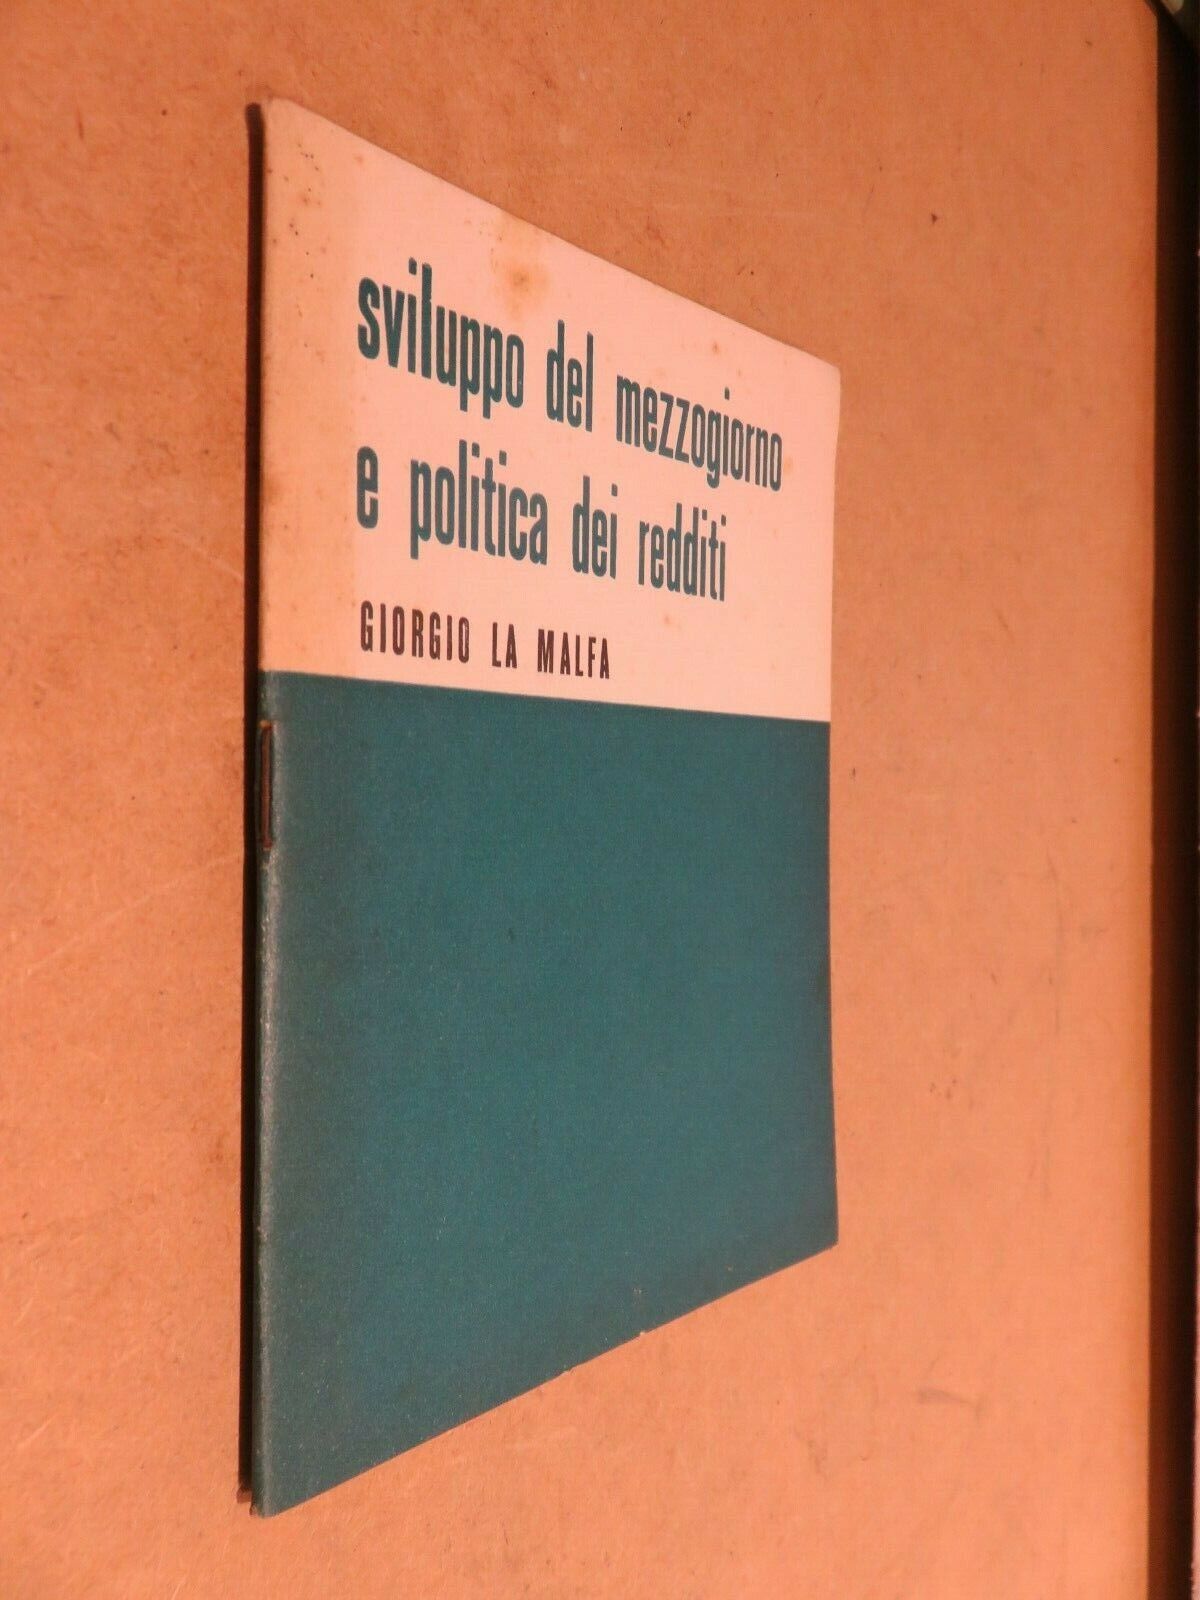 sviluppo del mezzogiorno
e politica dei redditi
GIORGIO LA MALFA